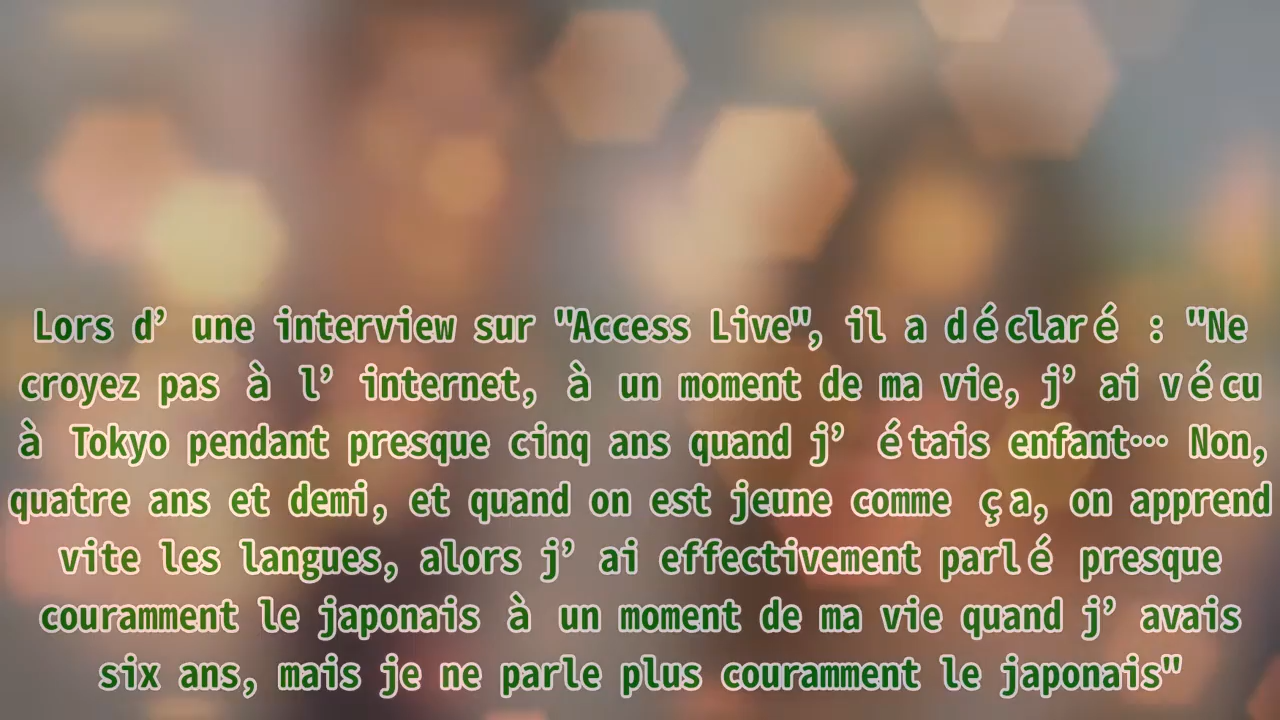 Lors d’ une interview sur "Access Live", il a déclaré : "Ne
croyez pas à l’ internet, à un moment de ma vie, j’ ai vécu
à Tokyo pendant presque cinq ans quand j’ étais enfant… Non,
quatre ans et demi, et quand on est jeune comme ça, on apprend
vite les langues, alors j’ ai effectivement parlé presque
couramment le japonais à un moment de ma vie quand j’ avais
six ans, mais je ne parle plus couramment le japonais"